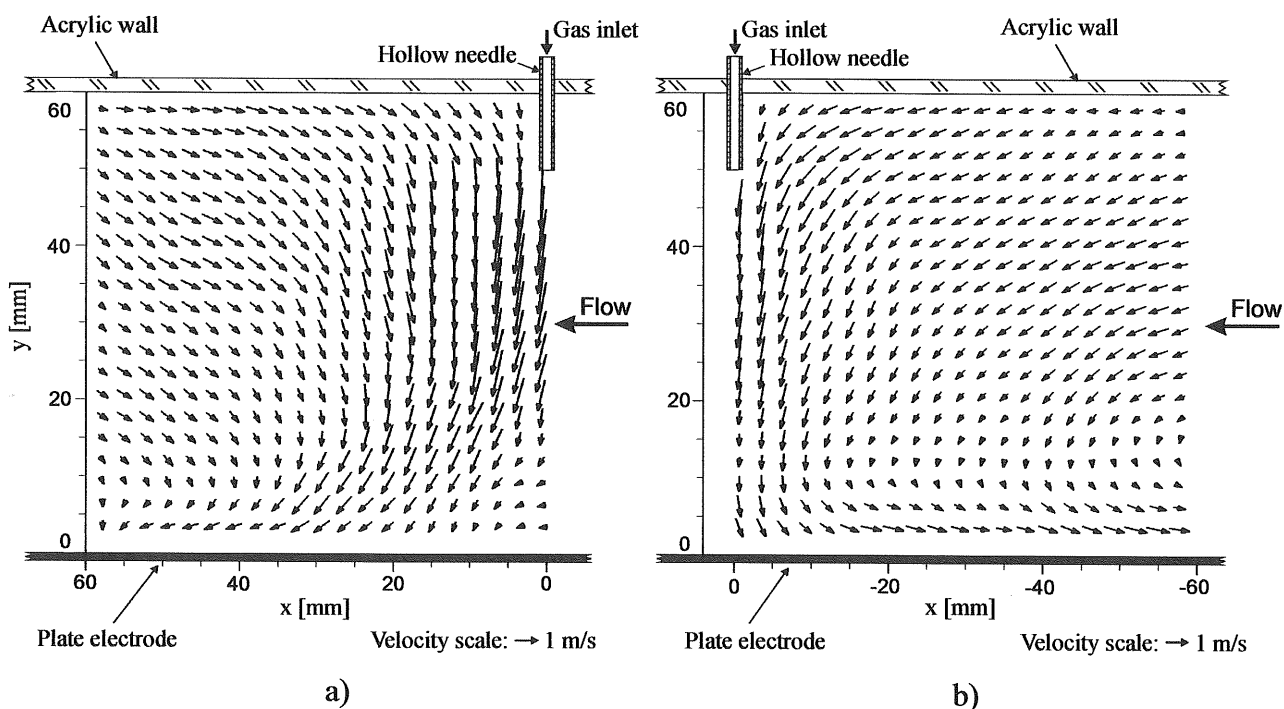 Acrylic wall
Gas inlet
Hollow needle
60
40
20
0
y [mm]
Flow
60 40 20 0
x [mm]
Plate electrode
Velocity scale: → 1 m/s
a)
Gas inlet
Hollow needle
Acrylic wall
60
40
20
0
Flow
0 -20 -40 -60
x [mm]
Plate electrode
Velocity scale: → 1 m/s
b)